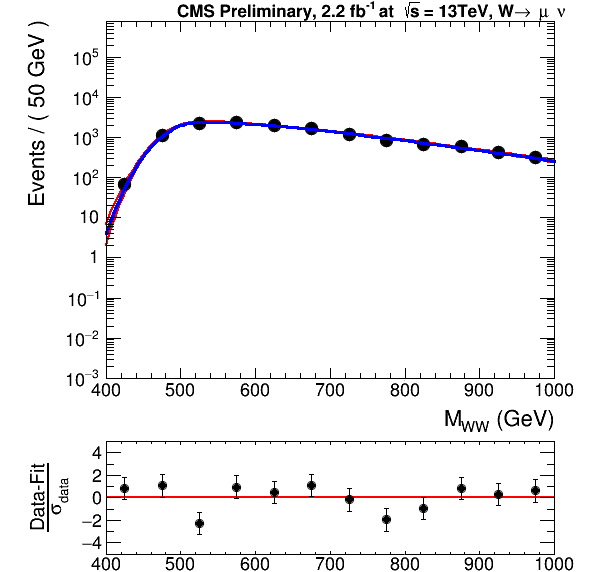 CMS Preliminary, 2.2 fb⁻¹ at √s = 13TeV, W→ μ ν
Events / ( 50 GeV )
10⁵
10⁴
10³
10²
10
1
10⁻¹
10⁻²
10⁻³
400 500 600 700 800 900 1000
M_WW (GeV)
Data-Fit
σ_data
4
2
0
−2
−4
400 500 600 700 800 900 1000